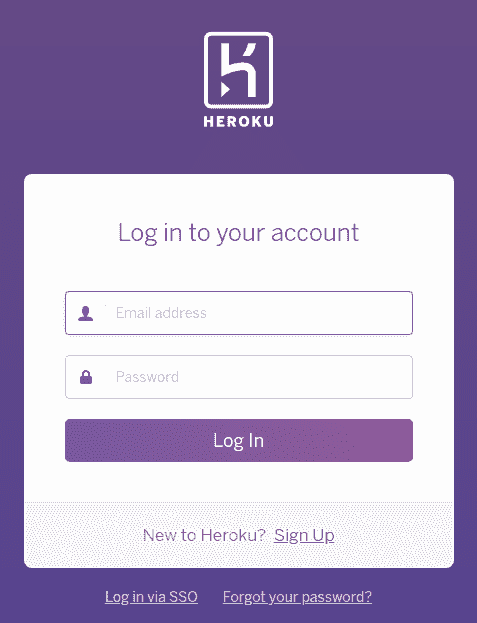 HEROKU
Log in to your account
Email address
Password
Log In
New to Heroku? Sign Up
Log in via SSO Forgot your password?